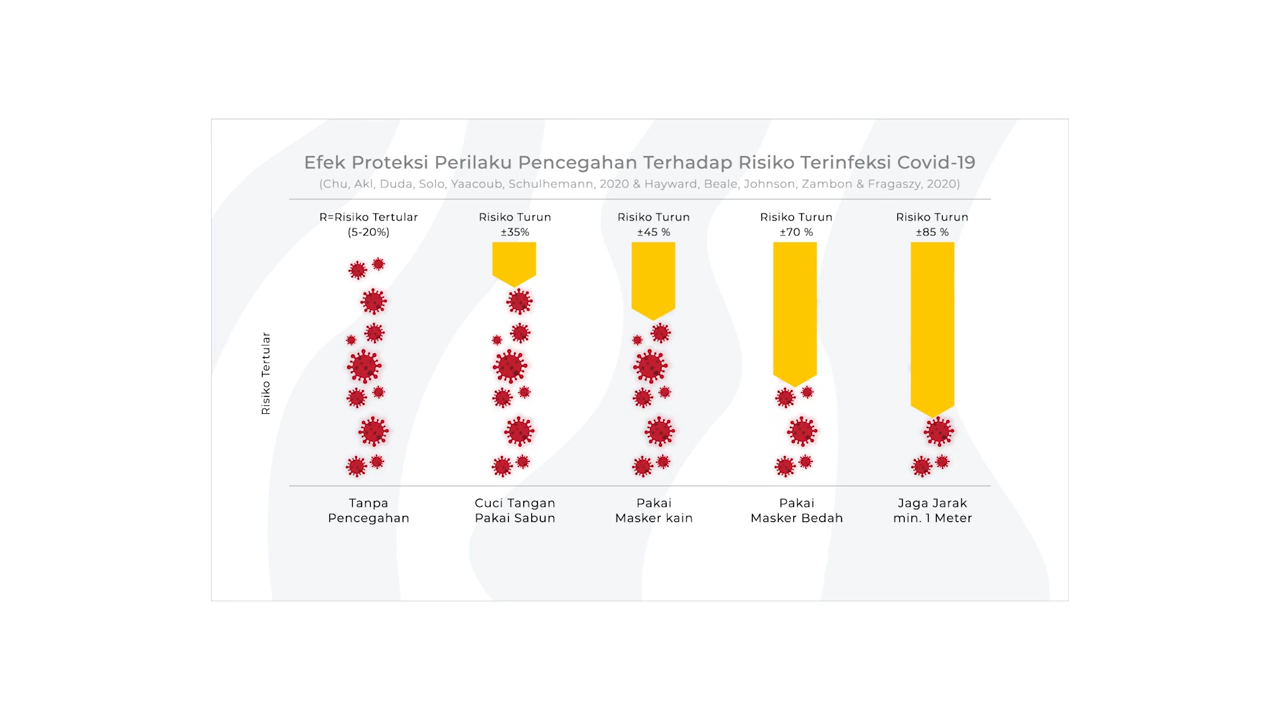 Efek Proteksi Perilaku Pencegahan Terhadap Risiko Terinfeksi Covid-19
(Chu, Akl, Duda, Solo, Yaacoub, Schulhemann, 2020 & Hayward, Beale, Johnson, Zambon & Fragaszy, 2020)
R=Risiko Tertular
(5-20%)
Risiko Turun
±35%
Risiko Turun
±45 %
Risiko Turun
±70 %
Risiko Turun
±85 %
Risiko Tertular
Tanpa
Pencegahan
Cuci Tangan
Pakai Sabun
Pakai
Masker kain
Pakai
Masker Bedah
Jaga Jarak
min. 1 Meter